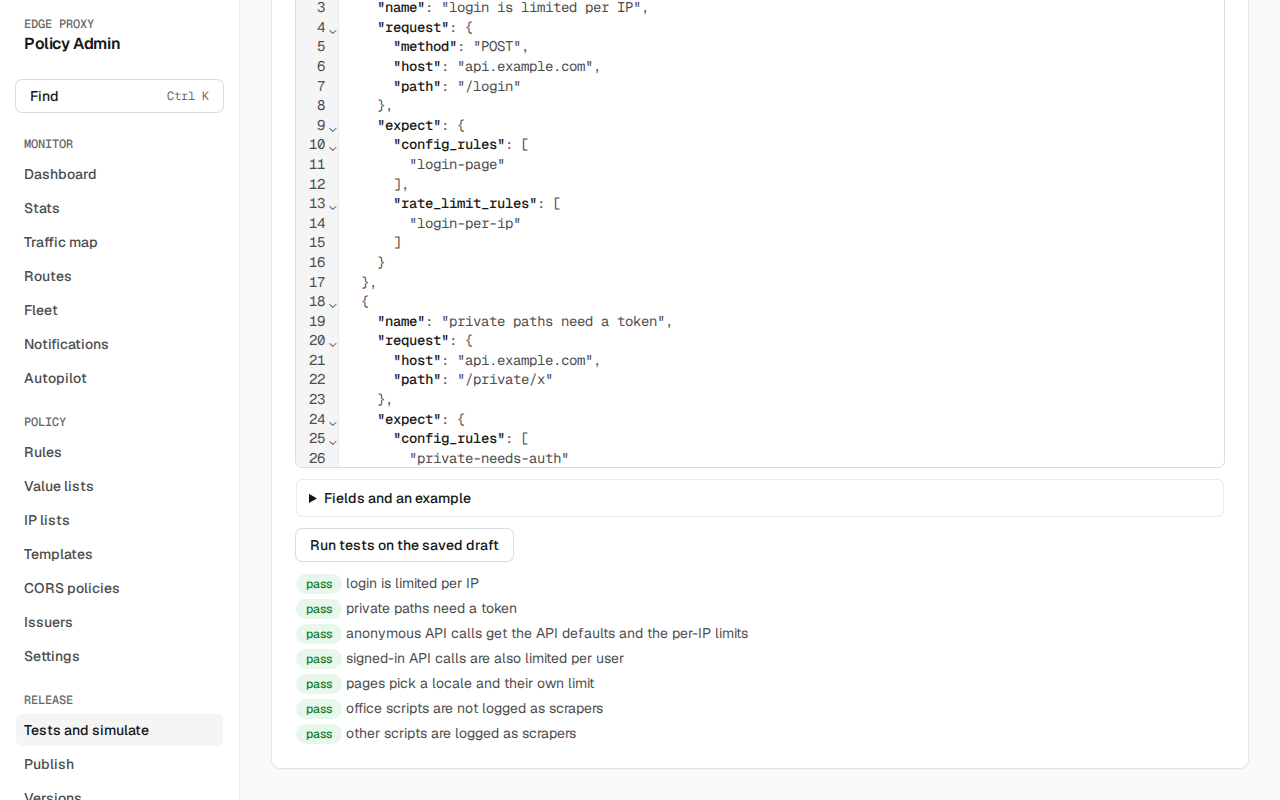 EDGE PROXY
Policy Admin
Find Ctrl K
MONITOR
Dashboard
Stats
Traffic map
Routes
Fleet
Notifications
Autopilot
POLICY
Rules
Value lists
IP lists
Templates
CORS policies
Issuers
Settings
RELEASE
Tests and simulate
Publish
Versions
3 "name": "login is limited per IP",
4 "request": {
5 "method": "POST",
6 "host": "api.example.com",
7 "path": "/login"
8 },
9 "expect": {
10 "config_rules": [
11 "login-page"
12 ],
13 "rate_limit_rules": [
14 "login-per-ip"
15 ]
16 }
17 },
18 {
19 "name": "private paths need a token",
20 "request": {
21 "host": "api.example.com",
22 "path": "/private/x"
23 },
24 "expect": {
25 "config_rules": [
26 "private-needs-auth"
Fields and an example
Run tests on the saved draft
pass login is limited per IP
pass private paths need a token
pass anonymous API calls get the API defaults and the per-IP limits
pass signed-in API calls are also limited per user
pass pages pick a locale and their own limit
pass office scripts are not logged as scrapers
pass other scripts are logged as scrapers